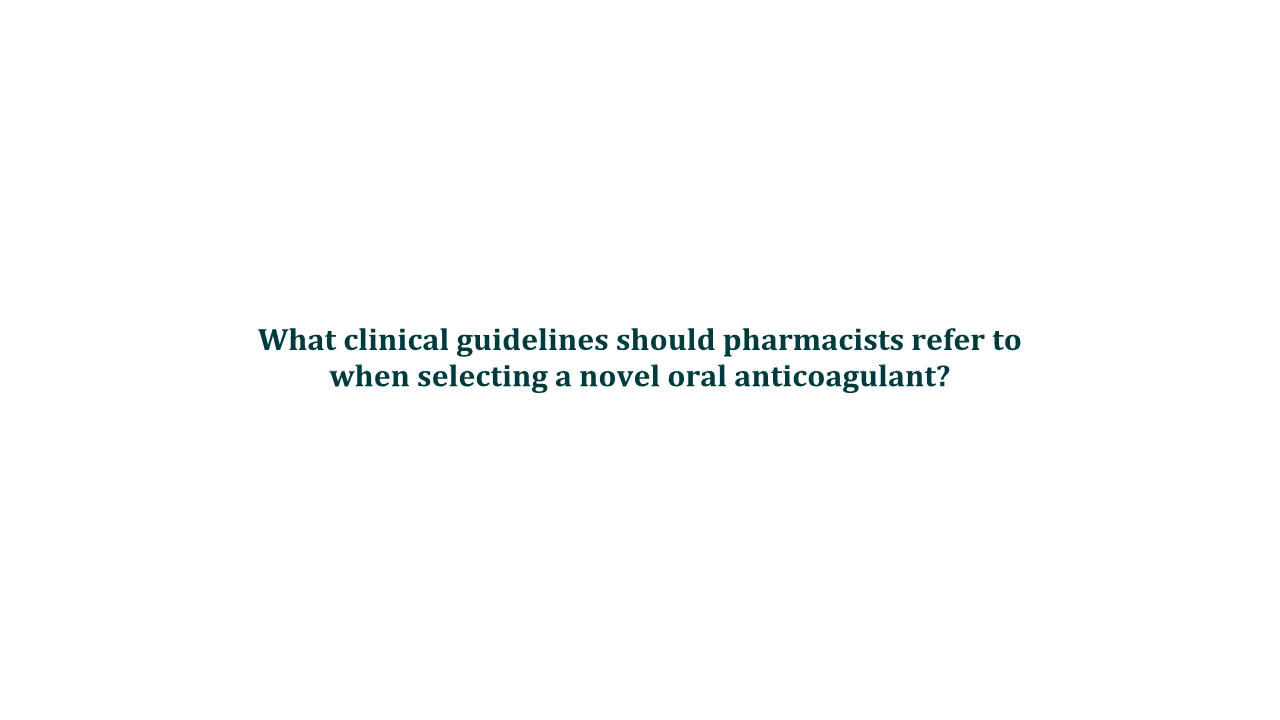 What clinical guidelines should pharmacists refer to
when selecting a novel oral anticoagulant?